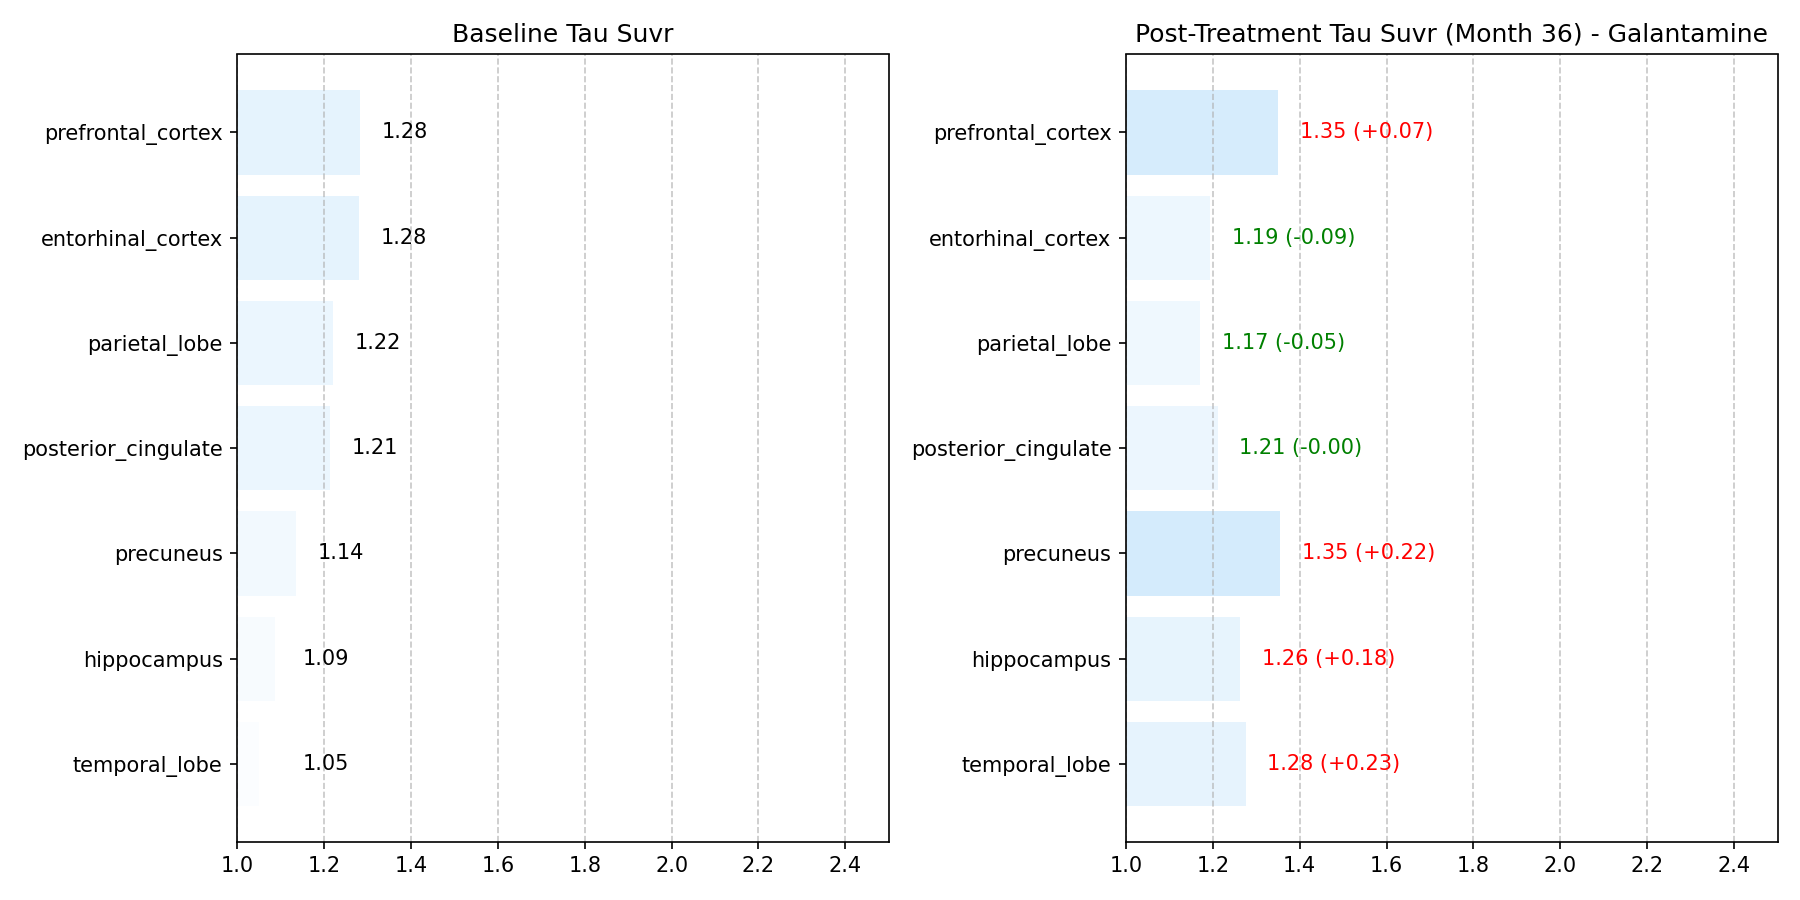 Baseline Tau Suvr
prefrontal_cortex
1.28
entorhinal_cortex
1.28
parietal_lobe
1.22
posterior_cingulate
1.21
precuneus
1.14
hippocampus
1.09
temporal_lobe
1.05
1.0 1.2 1.4 1.6 1.8 2.0 2.2 2.4
Post-Treatment Tau Suvr (Month 36) - Galantamine
prefrontal_cortex
1.35 (+0.07)
entorhinal_cortex
1.19 (-0.09)
parietal_lobe
1.17 (-0.05)
posterior_cingulate
1.21 (-0.00)
precuneus
1.35 (+0.22)
hippocampus
1.26 (+0.18)
temporal_lobe
1.28 (+0.23)
1.0 1.2 1.4 1.6 1.8 2.0 2.2 2.4